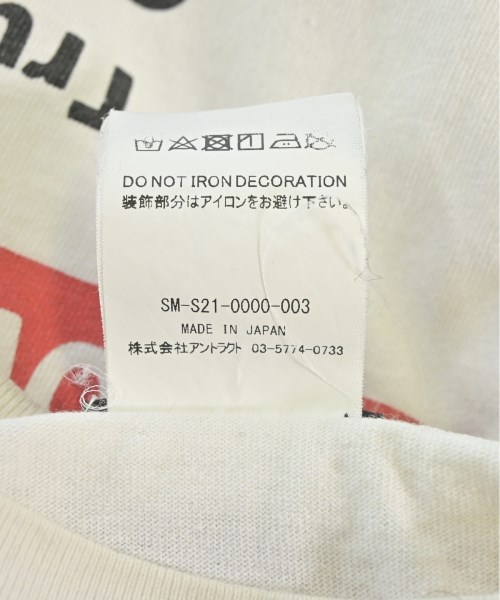 Tru
DO NOT IRON DECORATION
装飾部分はアイロンをお避け下さい。
SM-S21-0000-003
MADE IN JAPAN
株式会社アントラクト 03-5774-0733